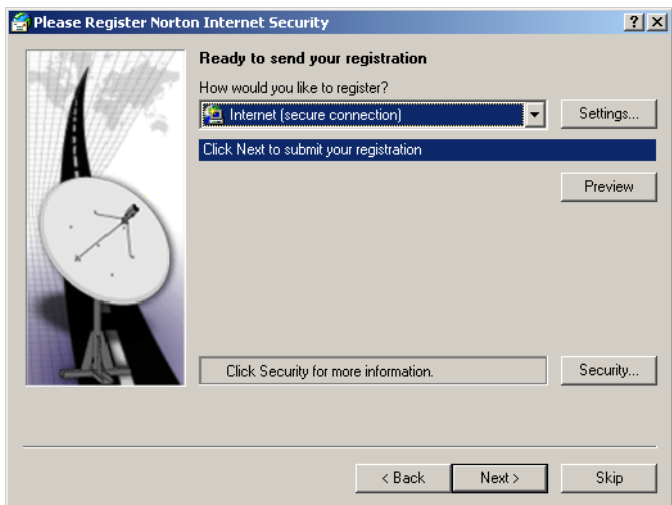 Please Register Norton Internet Security
Ready to send your registration
How would you like to register?
Internet (secure connection)
Settings...
Click Next to submit your registration
Preview
Click Security for more information.
Security...
< Back
Next >
Skip